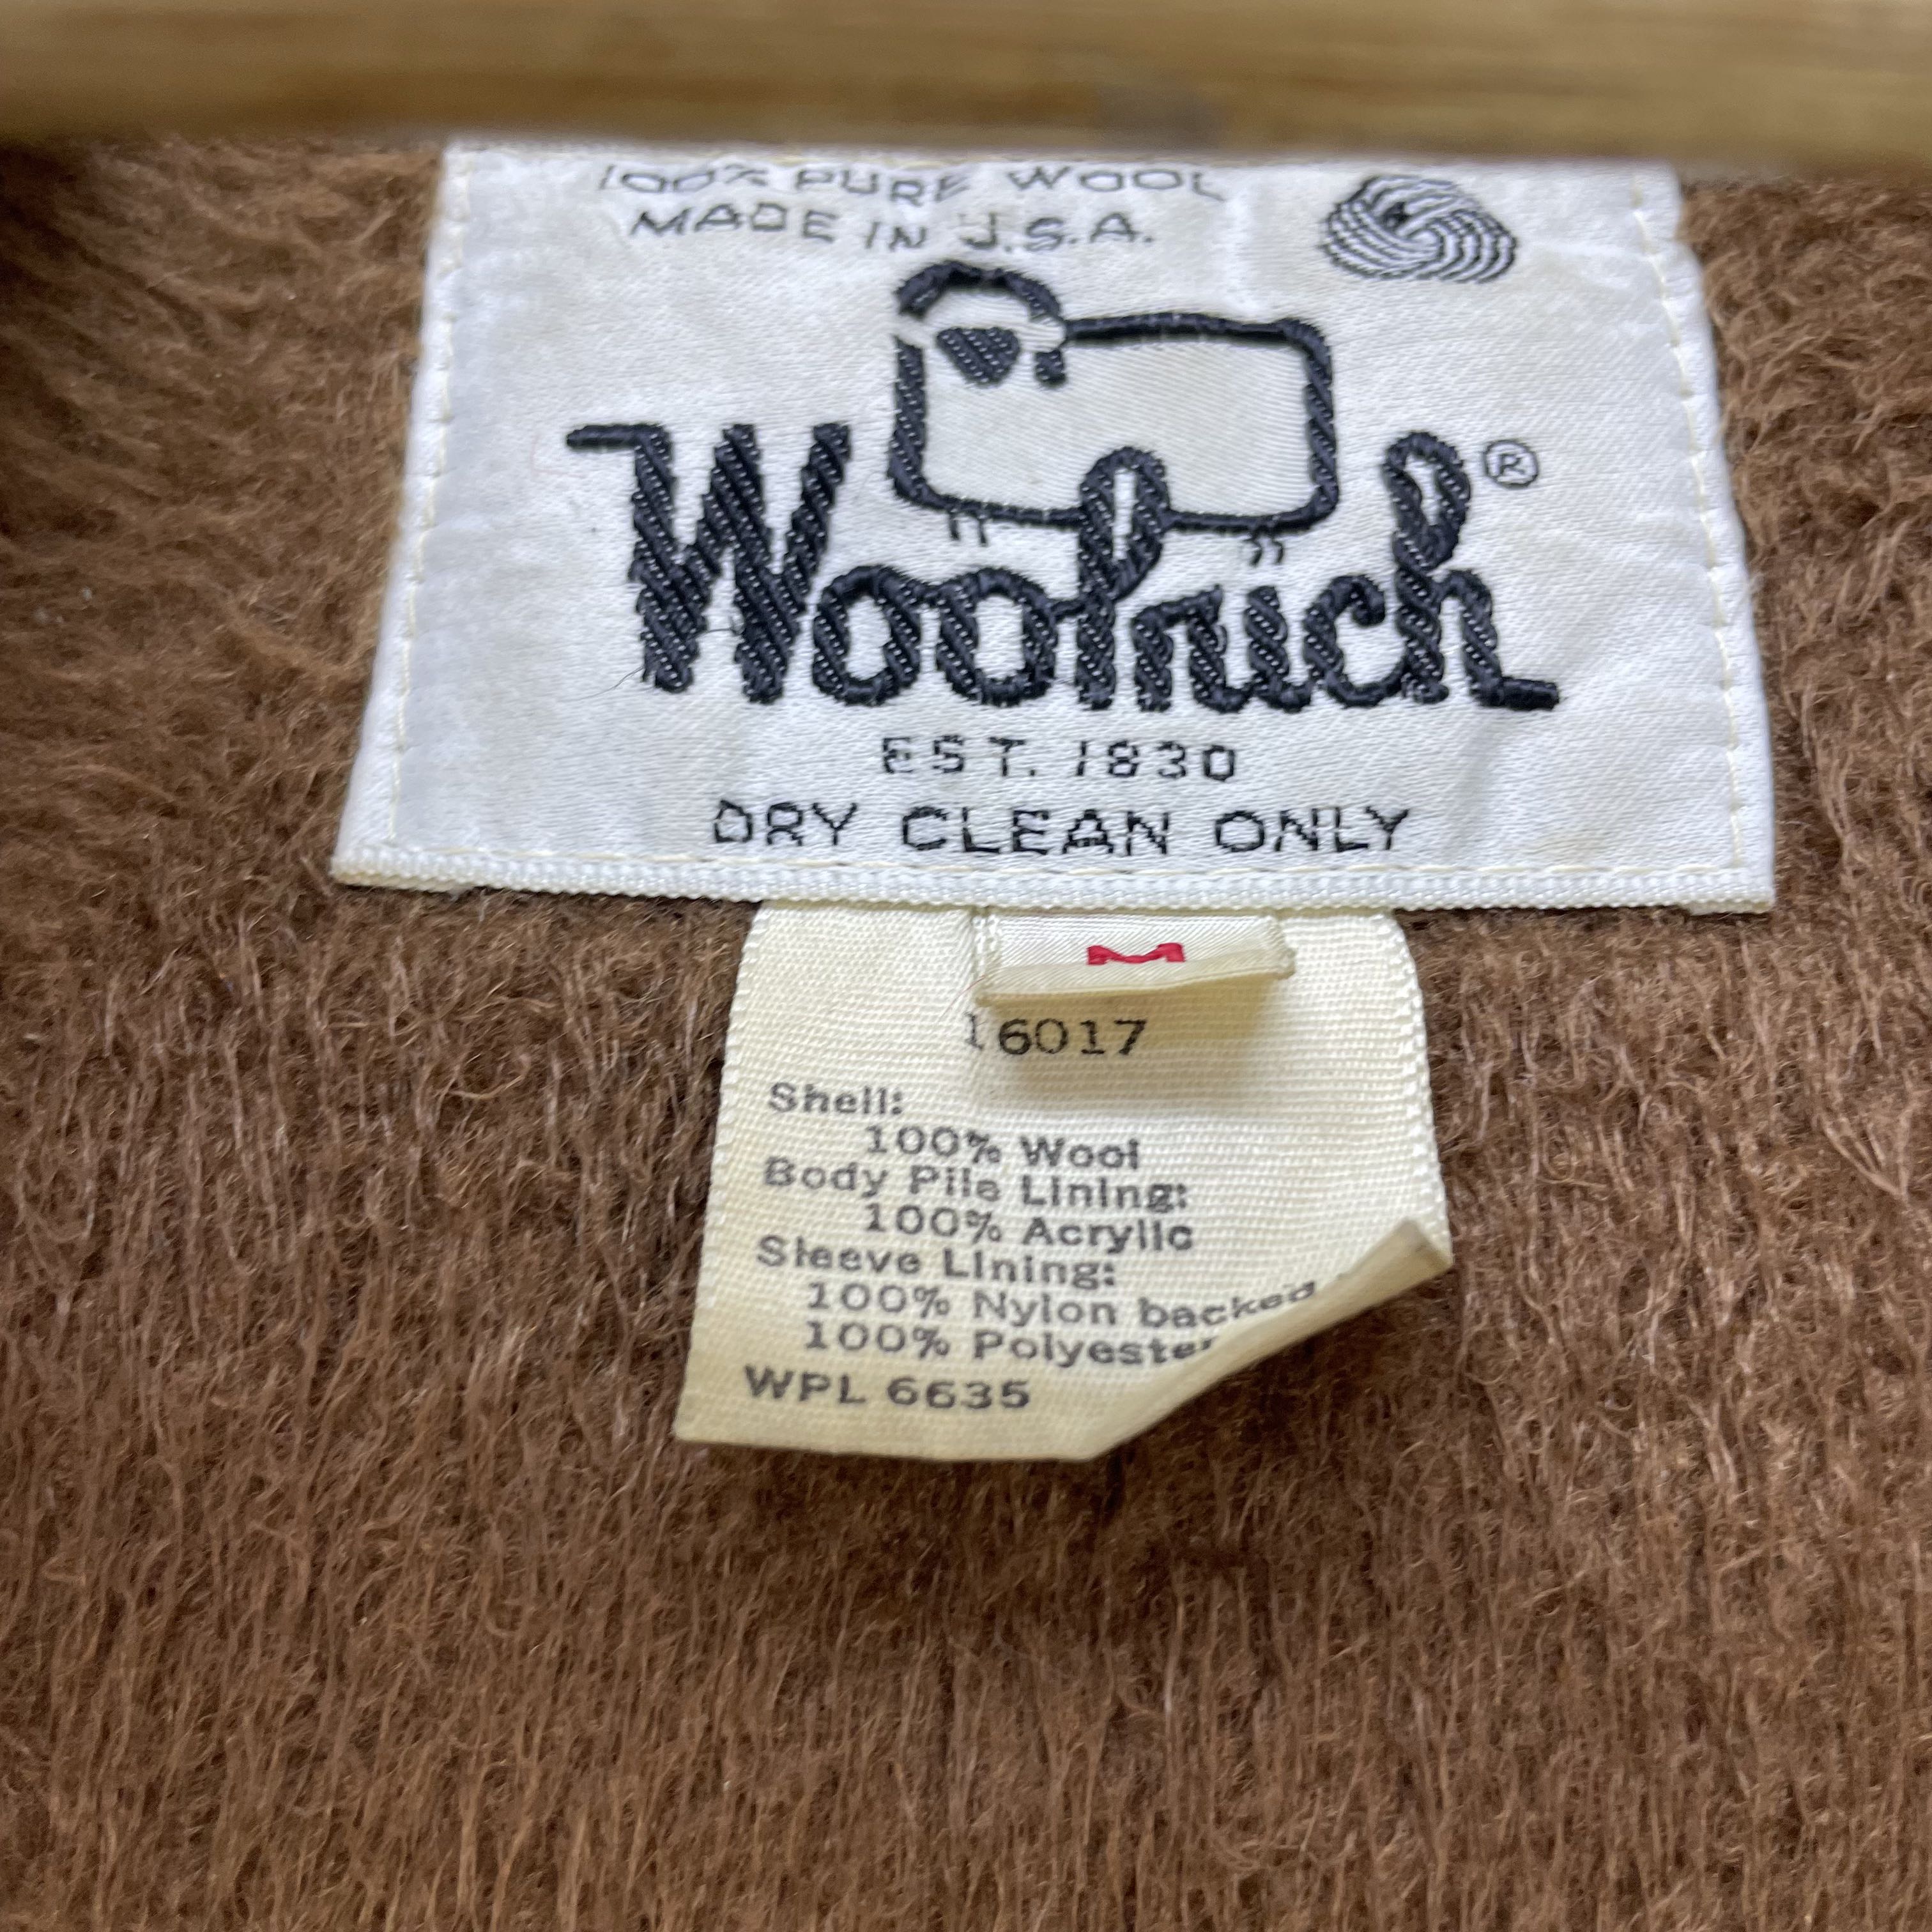 100% PURE WOOL
MADE IN U.S.A.
Woolrich®
EST. 1830
DRY CLEAN ONLY
M
16017
Shell:
100% Wool
Body Pile Lining:
100% Acrylic
Sleeve Lining:
100% Nylon backed
100% Polyester
WPL 6635